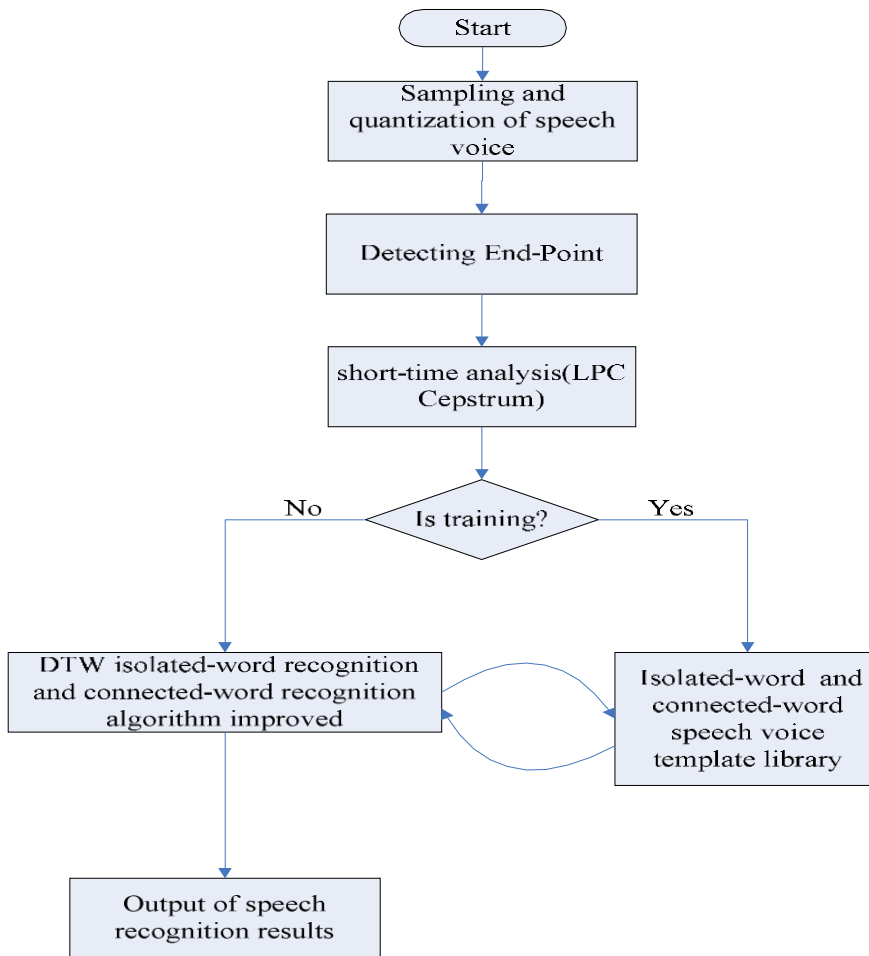 Start
Sampling and
quantization of speech
voice
Detecting End-Point
short-time analysis(LPC
Cepstrum)
Is training?
No
Yes
DTW isolated-word recognition
and connected-word recognition
algorithm improved
Isolated-word and
connected-word
speech voice
template library
Output of speech
recognition results